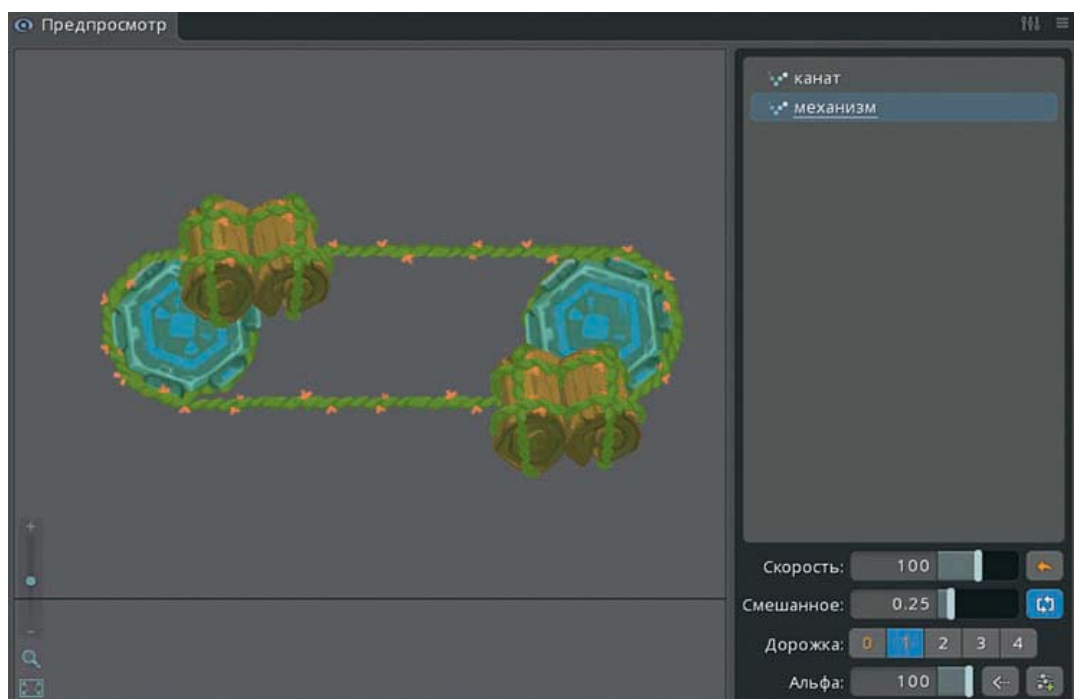 Предпросмотр
канат
механизм
Скорость: 100
Смешанное: 0.25
Дорожка: 0 1 2 3 4
Альфа: 100